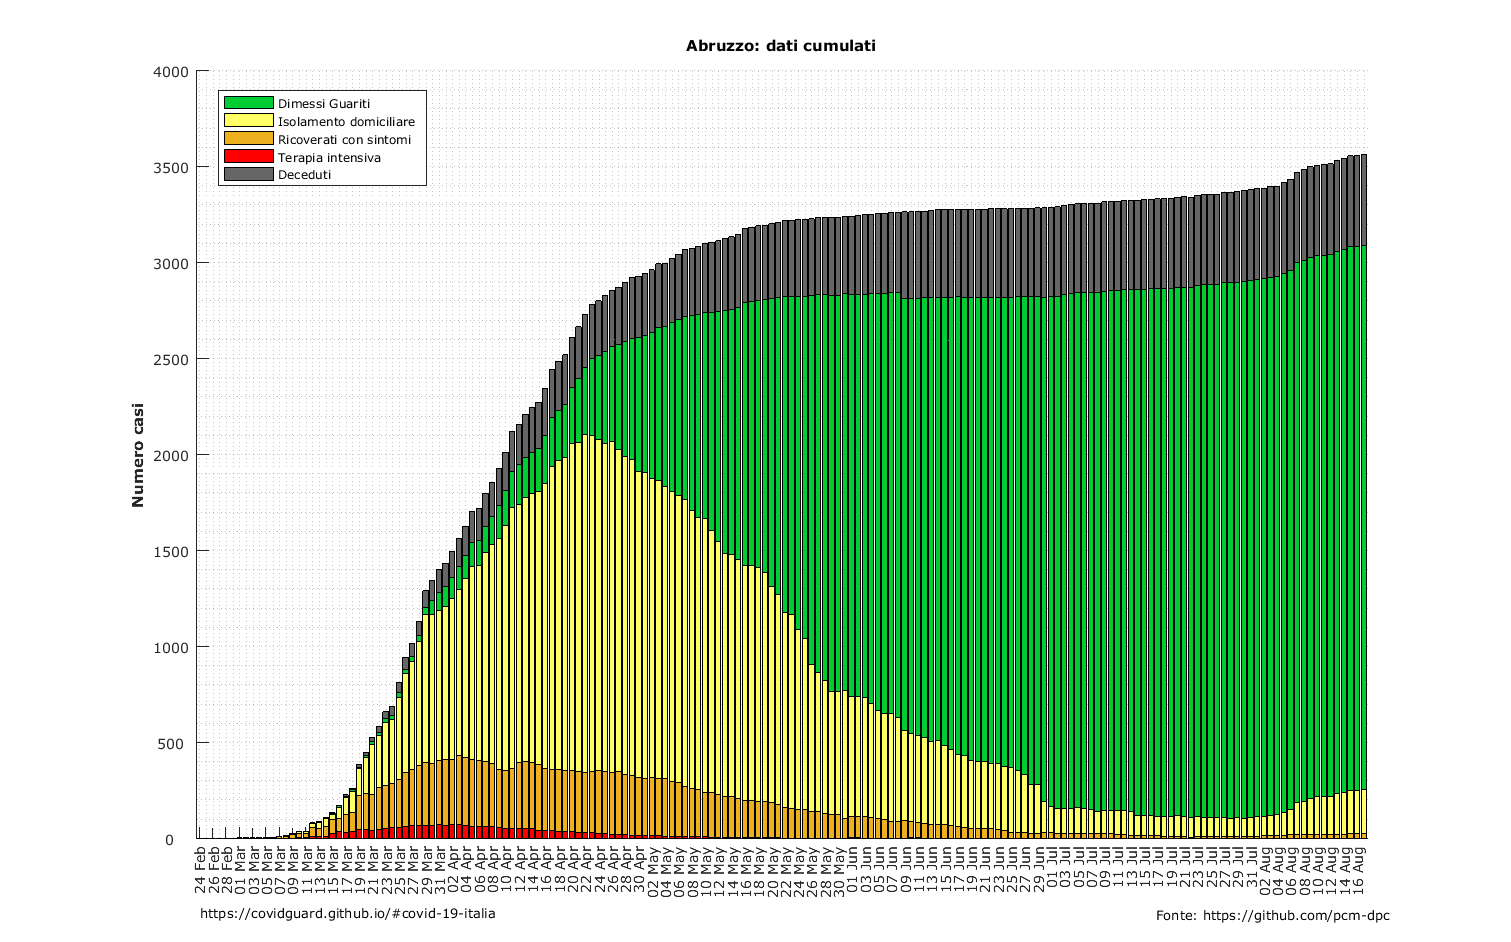 Abruzzo: dati cumulati
4000
3500
3000
2500
2000
1500
1000
500
0
Numero casi
Dimessi Guariti
Isolamento domiciliare
Ricoverati con sintomi
Terapia intensiva
Deceduti
24 Feb
26 Feb
28 Feb
01 Mar
03 Mar
05 Mar
07 Mar
09 Mar
11 Mar
13 Mar
15 Mar
17 Mar
19 Mar
21 Mar
23 Mar
25 Mar
27 Mar
29 Mar
31 Mar
02 Apr
04 Apr
06 Apr
08 Apr
10 Apr
12 Apr
14 Apr
16 Apr
18 Apr
20 Apr
22 Apr
24 Apr
26 Apr
28 Apr
30 Apr
02 May
04 May
06 May
08 May
10 May
12 May
14 May
16 May
18 May
20 May
22 May
24 May
26 May
28 May
30 May
01 Jun
03 Jun
05 Jun
07 Jun
09 Jun
11 Jun
13 Jun
15 Jun
17 Jun
19 Jun
21 Jun
23 Jun
25 Jun
27 Jun
29 Jun
01 Jul
03 Jul
05 Jul
07 Jul
09 Jul
11 Jul
13 Jul
15 Jul
17 Jul
19 Jul
21 Jul
23 Jul
25 Jul
27 Jul
29 Jul
31 Jul
02 Aug
04 Aug
06 Aug
08 Aug
10 Aug
12 Aug
14 Aug
16 Aug
https://covidguard.github.io/#covid-19-italia
Fonte: https://github.com/pcm-dpc